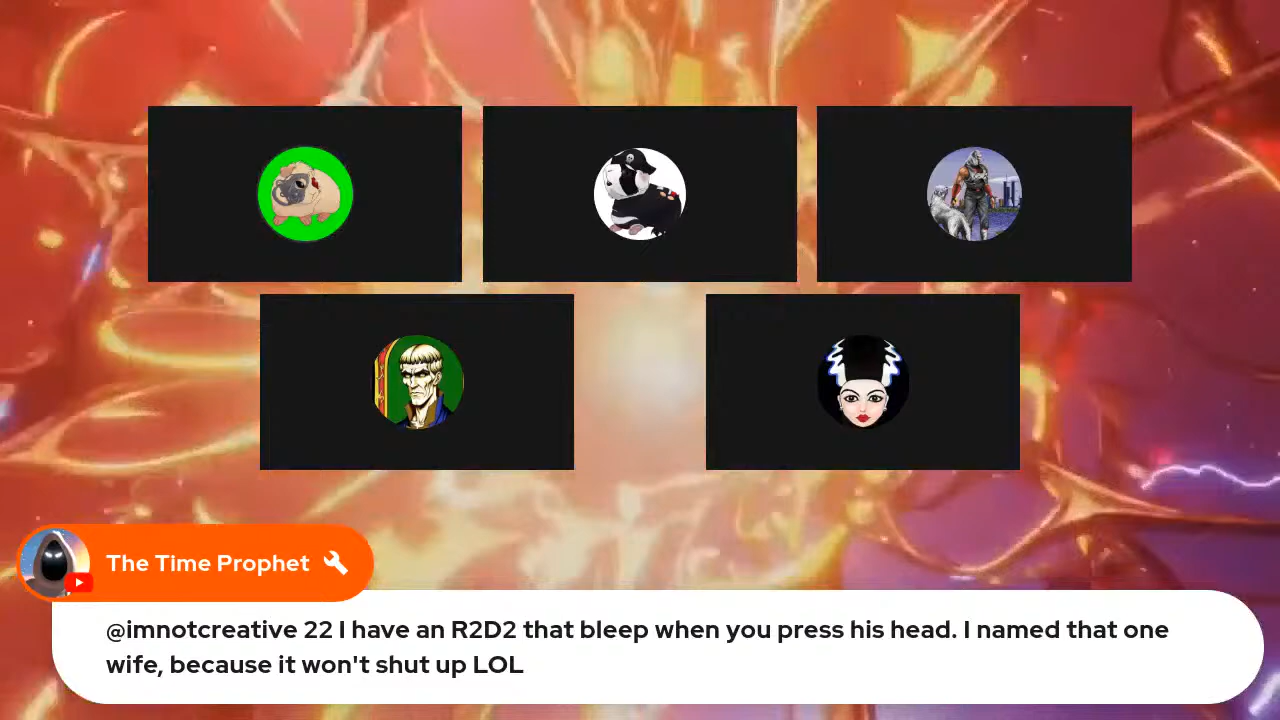 The Time Prophet
@imnotcreative 22 I have an R2D2 that bleep when you press his head. I named that one
wife, because it won't shut up LOL